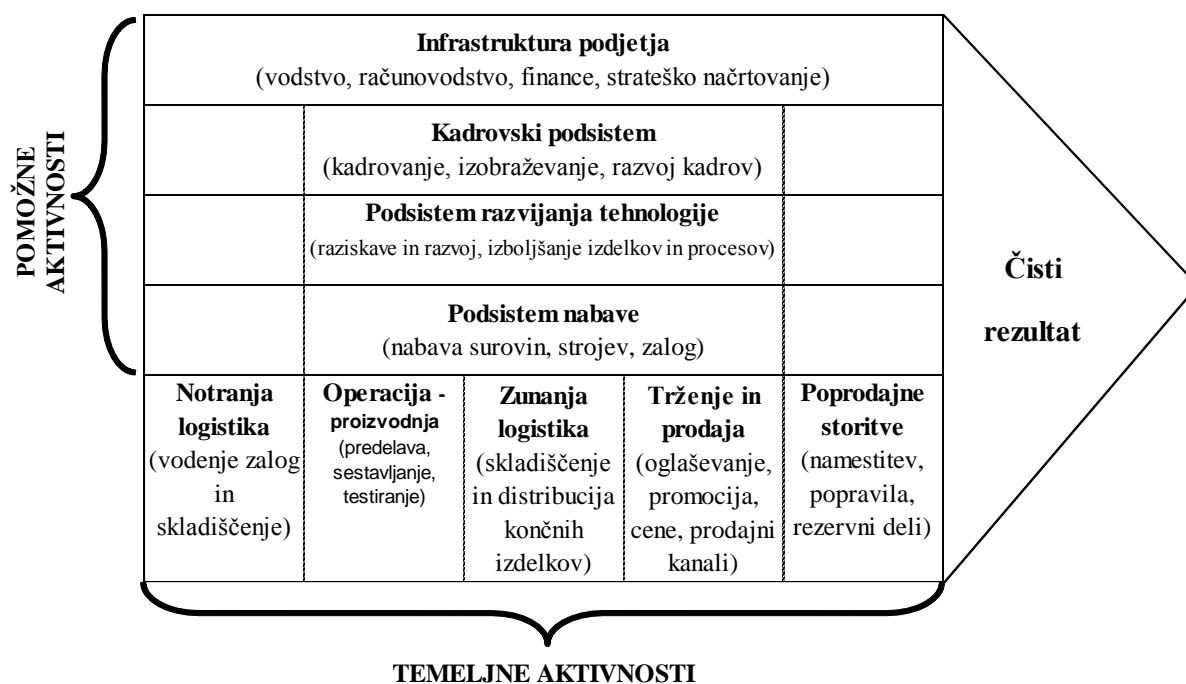 Infrastruktura podjetja
(vodstvo, računovodstvo, finance, strateško načrtovanje)
POMOŽNE
AKTIVNOSTI
Kadrovski podsistem
(kadrovanje, izobraževanje, razvoj kadrov)
Podsistem razvijanja tehnologije
(raziskave in razvoj, izboljšanje izdelkov in procesov)
Podsistem nabave
(nabava surovin, strojev, zalog)
Čisti
rezultat
Notranja
logistika
(vodenje zalog
in
skladiščenje)
Operacija -
proizvodnja
(predelava,
sestavljanje,
testiranje)
Zunanja
logistika
(skladiščenje
in distribucija
končnih
izdelkov)
Trženje in
prodaja
(oglaševanje,
promocija,
cene, prodajni
kanali)
Poprodajne
storitve
(namestitev,
popravila,
rezervni deli)
TEMELJNE AKTIVNOSTI